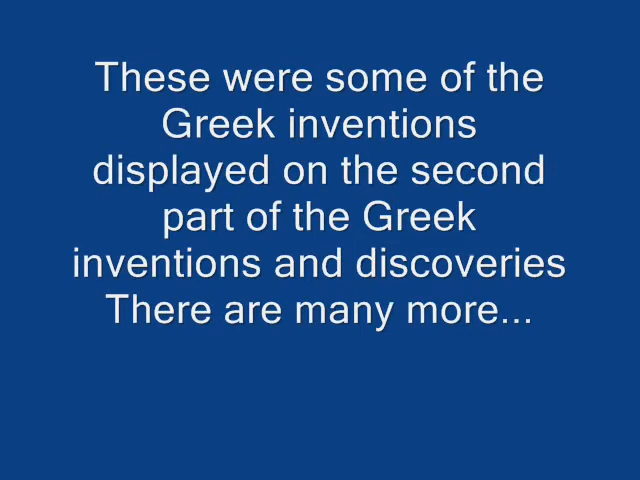 These were some of the
Greek inventions
displayed on the second
part of the Greek
inventions and discoveries
There are many more...